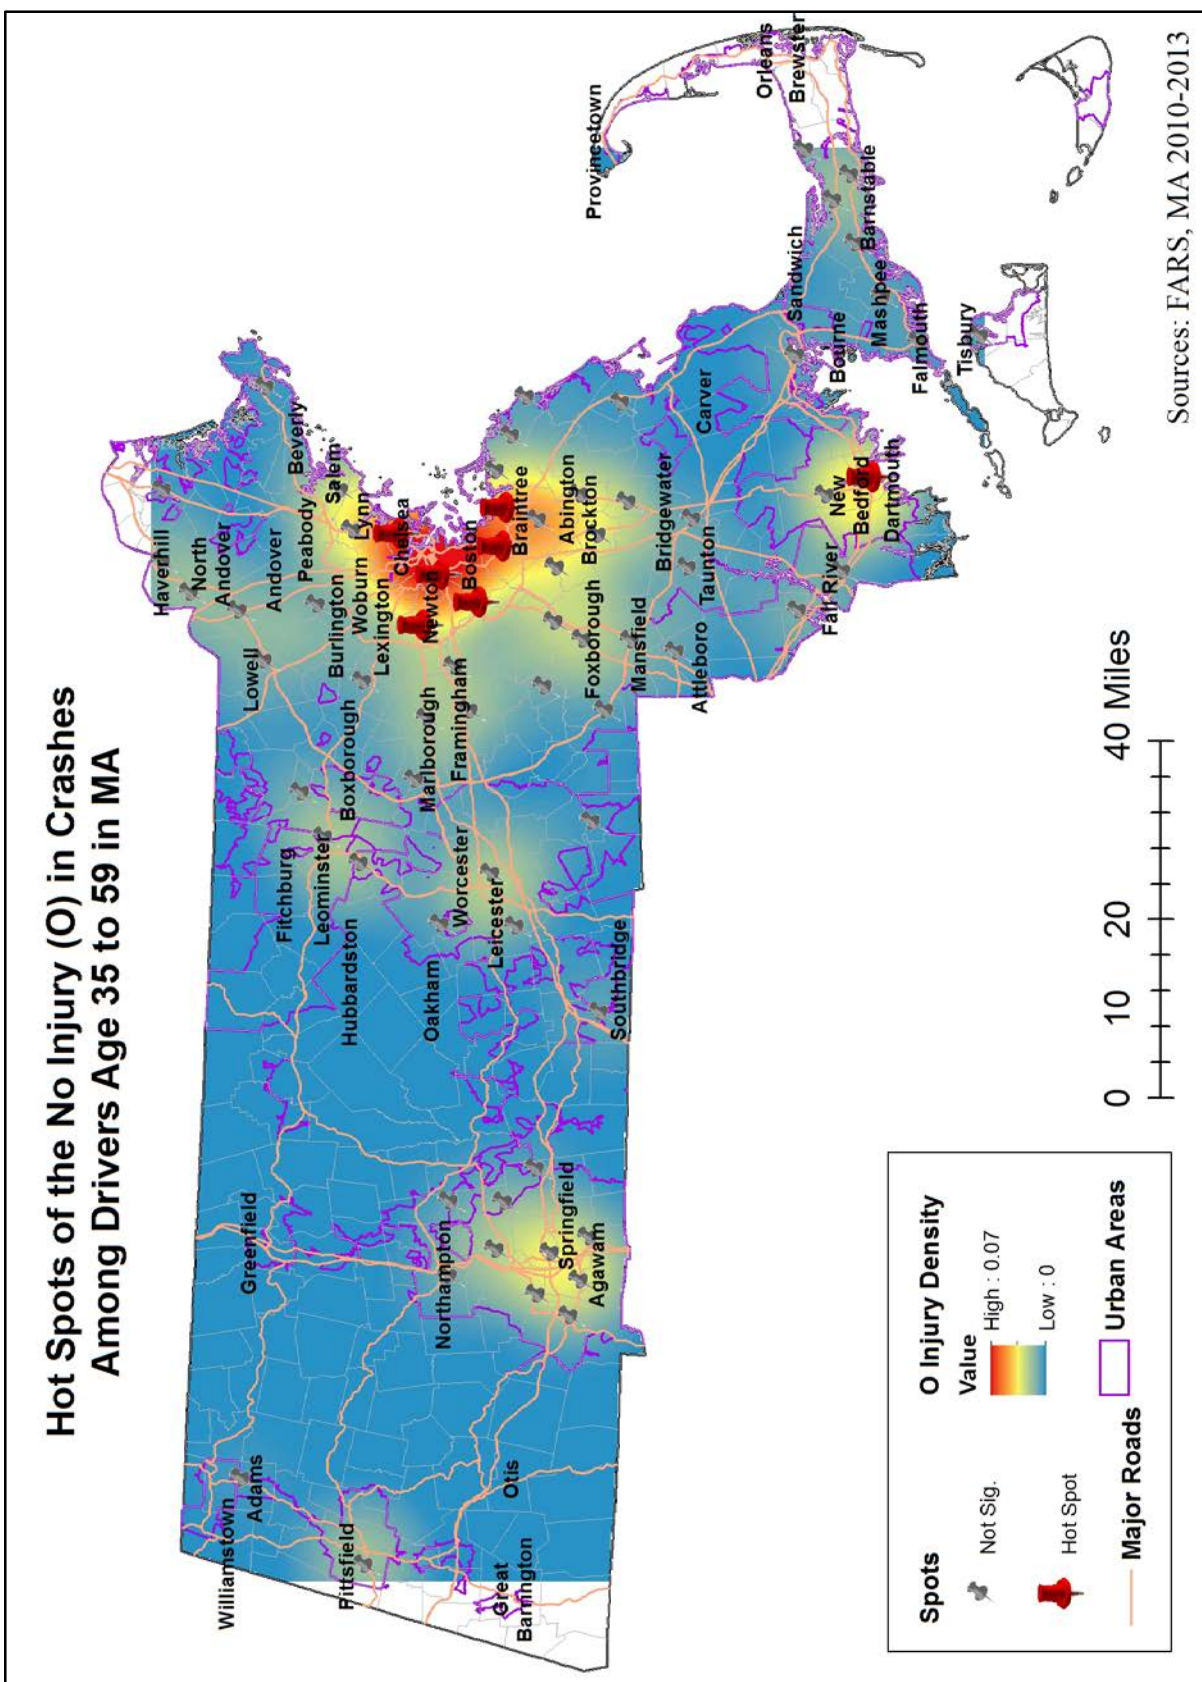 Hot Spots of the No Injury (O) in Crashes
Among Drivers Age 35 to 59 in MA
Williamstown
Adams
Pittsfield
Great
Barrington
Otis
Greenfield
Northampton
Springfield
Agawam
Fitchburg
Leominster
Hubbardston
Oakham
Worcester
Leicester
Southbridge
Boxborough
Marlborough
Framingham
Lowell
Haverhill
North
Andover
Andover
Peabody
Burlington
Woburn
Lexington
Beverly
Salem
Lynn
Chelsea
Newton
Boston
Braintree
Abington
Brockton
Foxborough
Mansfield
Attleboro
Bridgewater
Taunton
Fall River
Carver
New
Bedford
Dartmouth
Provincetown
Orleans
Brewster
Sandwich
Bourne
Mashpee
Barnstable
Falmouth
Tisbury
Spots
Not Sig.
Hot Spot
Major Roads
O Injury Density
Value
High : 0.07
Low : 0
Urban Areas
0 10 20 40 Miles
Sources: FARS, MA 2010-2013